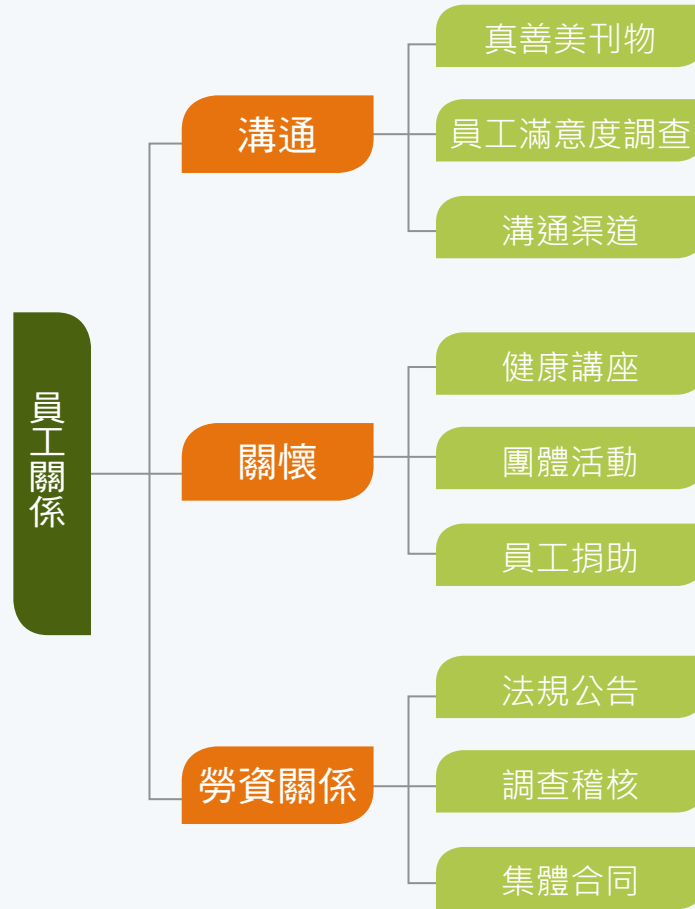 員工關係
溝通
真善美刊物
員工滿意度調查
溝通渠道
關懷
健康講座
團體活動
員工捐助
勞資關係
法規公告
調查稽核
集體合同